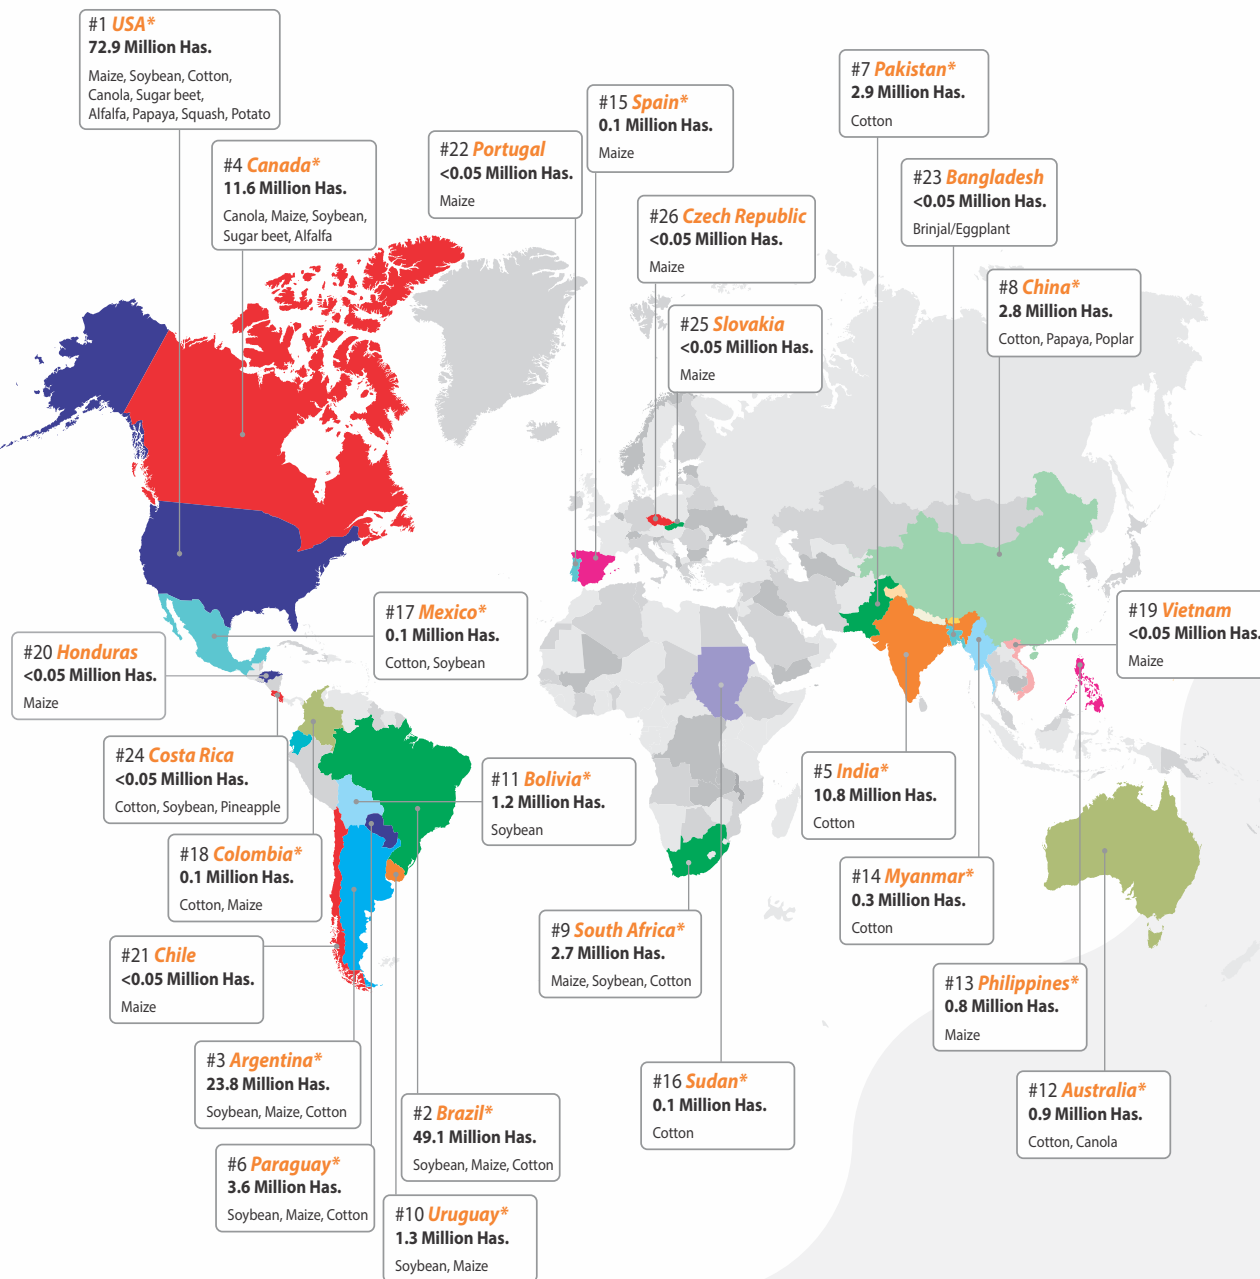 #1 USA*
72.9 Million Has.
Maize, Soybean, Cotton,
Canola, Sugar beet,
Alfalfa, Papaya, Squash, Potato
#4 Canada*
11.6 Million Has.
Canola, Maize, Soybean,
Sugar beet, Alfalfa
#22 Portugal
<0.05 Million Has.
Maize
#15 Spain*
0.1 Million Has.
Maize
#26 Czech Republic
<0.05 Million Has.
Maize
#25 Slovakia
<0.05 Million Has.
Maize
#7 Pakistan*
2.9 Million Has.
Cotton
#23 Bangladesh
<0.05 Million Has.
Brinjal/Eggplant
#8 China*
2.8 Million Has.
Cotton, Papaya, Poplar
#17 Mexico*
0.1 Million Has.
Cotton, Soybean
#20 Honduras
<0.05 Million Has.
Maize
#19 Vietnam
<0.05 Million Has.
Maize
#24 Costa Rica
<0.05 Million Has.
Cotton, Soybean, Pineapple
#11 Bolivia*
1.2 Million Has.
Soybean
#5 India*
10.8 Million Has.
Cotton
#18 Colombia*
0.1 Million Has.
Cotton, Maize
#14 Myanmar*
0.3 Million Has.
Cotton
#9 South Africa*
2.7 Million Has.
Maize, Soybean, Cotton
#21 Chile
<0.05 Million Has.
Maize
#13 Philippines*
0.8 Million Has.
Maize
#3 Argentina*
23.8 Million Has.
Soybean, Maize, Cotton
#16 Sudan*
0.1 Million Has.
Cotton
#12 Australia*
0.9 Million Has.
Cotton, Canola
#2 Brazil*
49.1 Million Has.
Soybean, Maize, Cotton
#6 Paraguay*
3.6 Million Has.
Soybean, Maize, Cotton
#10 Uruguay*
1.3 Million Has.
Soybean, Maize